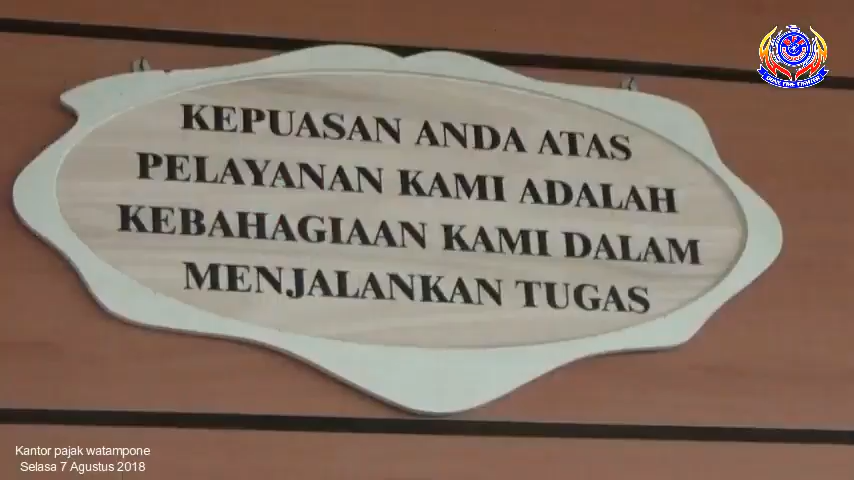 KEPUASAN ANDA ATAS
PELAYANAN KAMI ADALAH
KEBAHAGIAAN KAMI DALAM
MENJALANKAN TUGAS
Kantor pajak watampone
Selasa 7 Agustus 2018